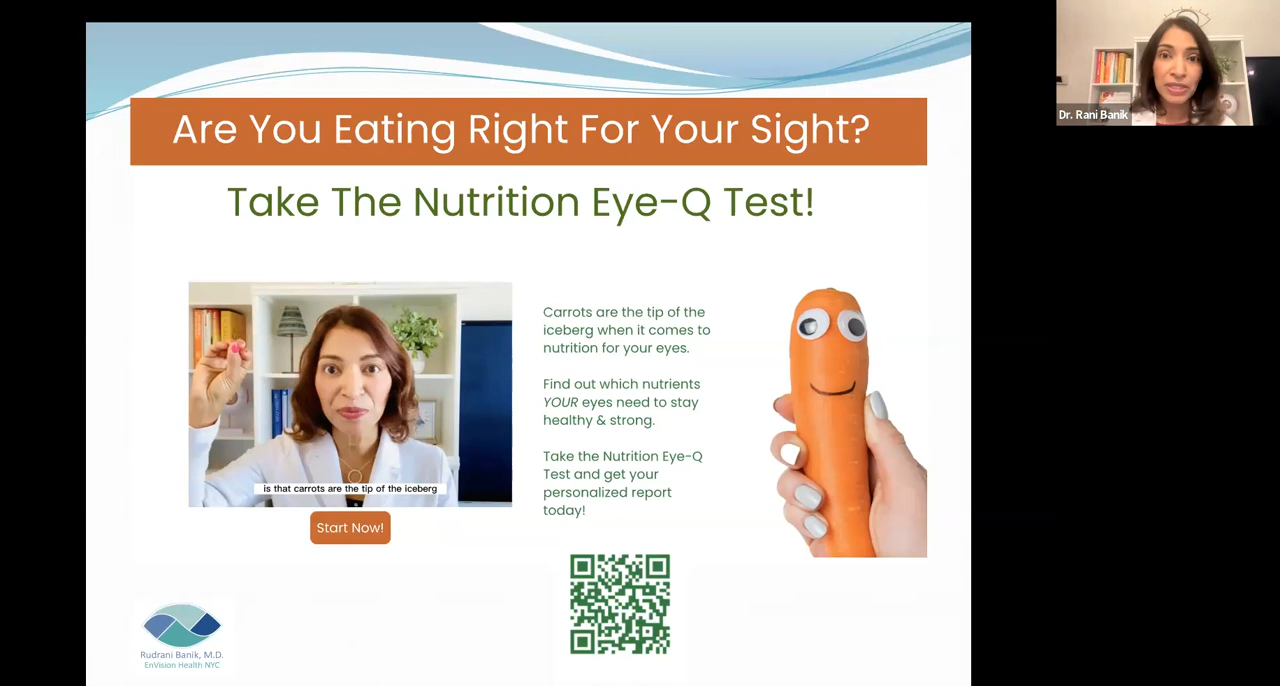 Are You Eating Right For Your Sight?
Take The Nutrition Eye-Q Test!
Carrots are the tip of the
iceberg when it comes to
nutrition for your eyes.
Find out which nutrients
YOUR eyes need to stay
healthy & strong.
Take the Nutrition Eye-Q
Test and get your
personalized report
today!
is that carrots are the tip of the iceberg
Start Now!
Rudrani Banik, M.D.
EnVision Health NYC
Dr. Rani Banik